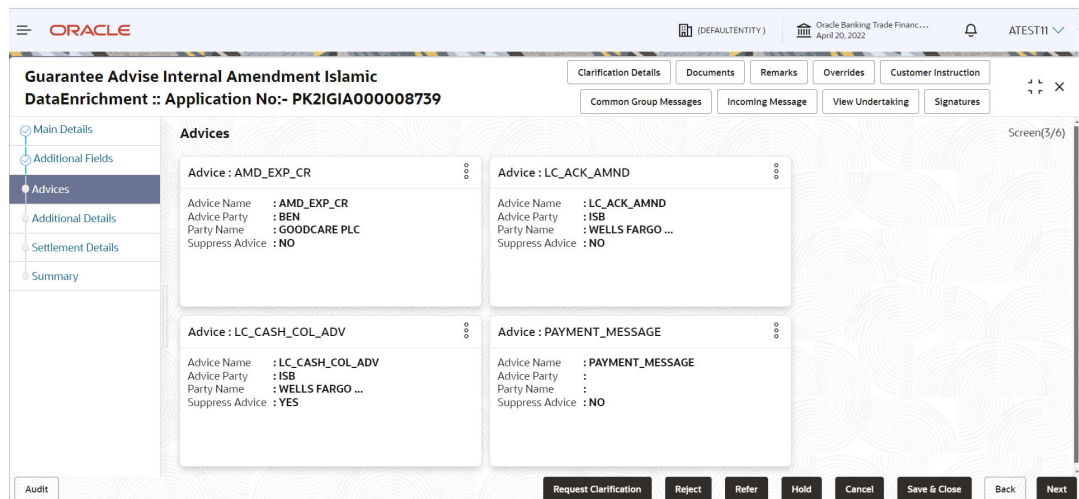 ORACLE
(DEFAULTENTITY)
Oracle Banking Trade Financ...
April 20, 2022
ATEST11
Guarantee Advise Internal Amendment Islamic
DataEnrichment :: Application No:- PK2IGIA000008739
Clarification Details
Documents
Remarks
Overrides
Customer Instruction
Common Group Messages
Incoming Message
View Undertaking
Signatures
Main Details
Additional Fields
Advices
Additional Details
Settlement Details
Summary
Advices
Screen(3/6)
Advice : AMD_EXP_CR
Advice Name : AMD_EXP_CR
Advice Party : BEN
Party Name : GOODCARE PLC
Suppress Advice : NO
Advice : LC_ACK_AMND
Advice Name : LC_ACK_AMND
Advice Party : ISB
Party Name : WELLS FARGO ...
Suppress Advice : NO
Advice : LC_CASH_COL_ADV
Advice Name : LC_CASH_COL_ADV
Advice Party : ISB
Party Name : WELLS FARGO ...
Suppress Advice : YES
Advice : PAYMENT_MESSAGE
Advice Name : PAYMENT_MESSAGE
Advice Party :
Party Name :
Suppress Advice : NO
Audit
Request Clarification
Reject
Refer
Hold
Cancel
Save & Close
Back
Next